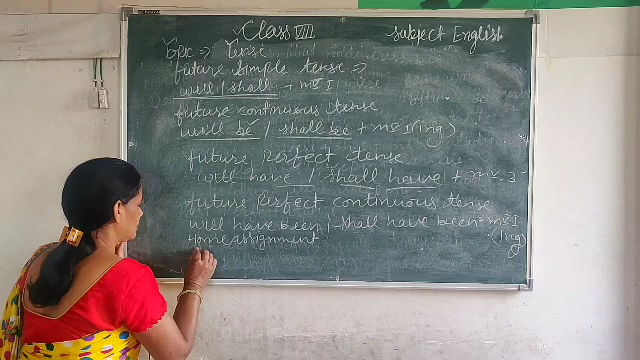 Class VIII Subject English
Topic ⇒ Tense
Future Simple Tense ⇒
will / shall + mv I
future continuous tense
will be / shall be + mv I (ing)
future Perfect tense
will have / shall have + mv. 3
future Perfect continuous tense
will have been / shall have been + mv I
(ing)
Home assignment